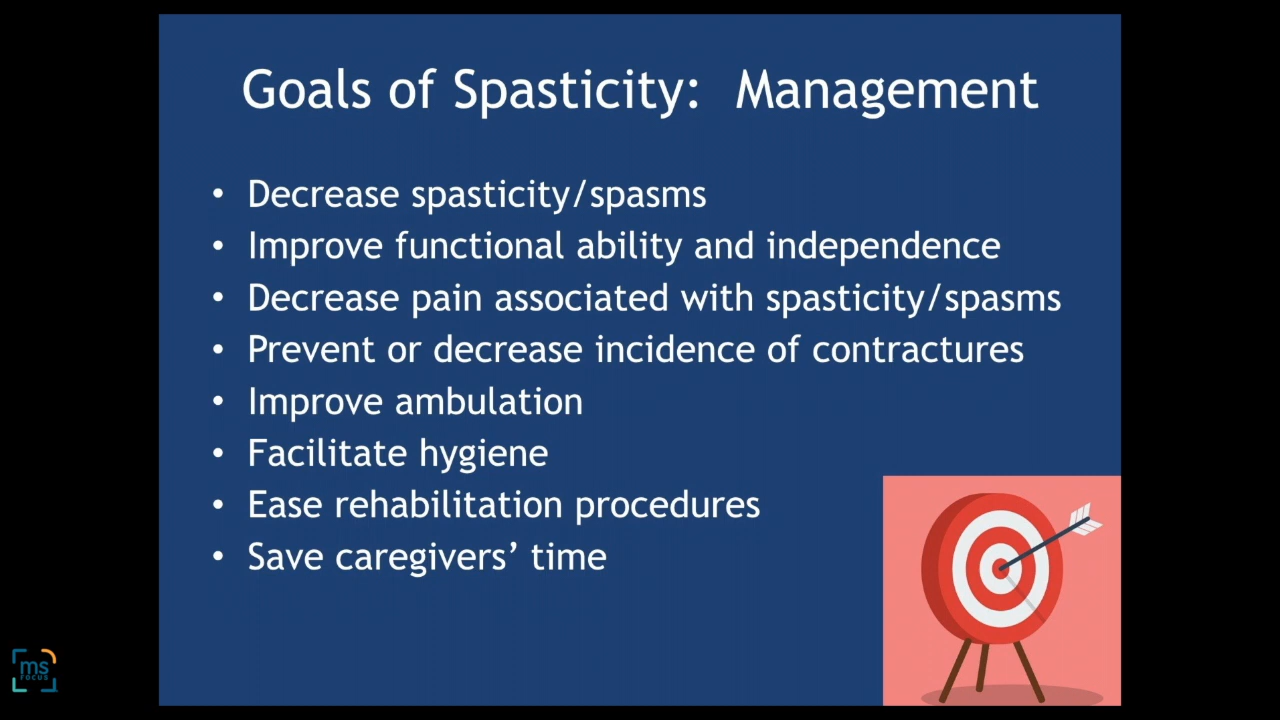 Goals of Spasticity:  Management
• Decrease spasticity/spasms
• Improve functional ability and independence
• Decrease pain associated with spasticity/spasms
• Prevent or decrease incidence of contractures
• Improve ambulation
• Facilitate hygiene
• Ease rehabilitation procedures
• Save caregivers’ time
ms
FOCUS